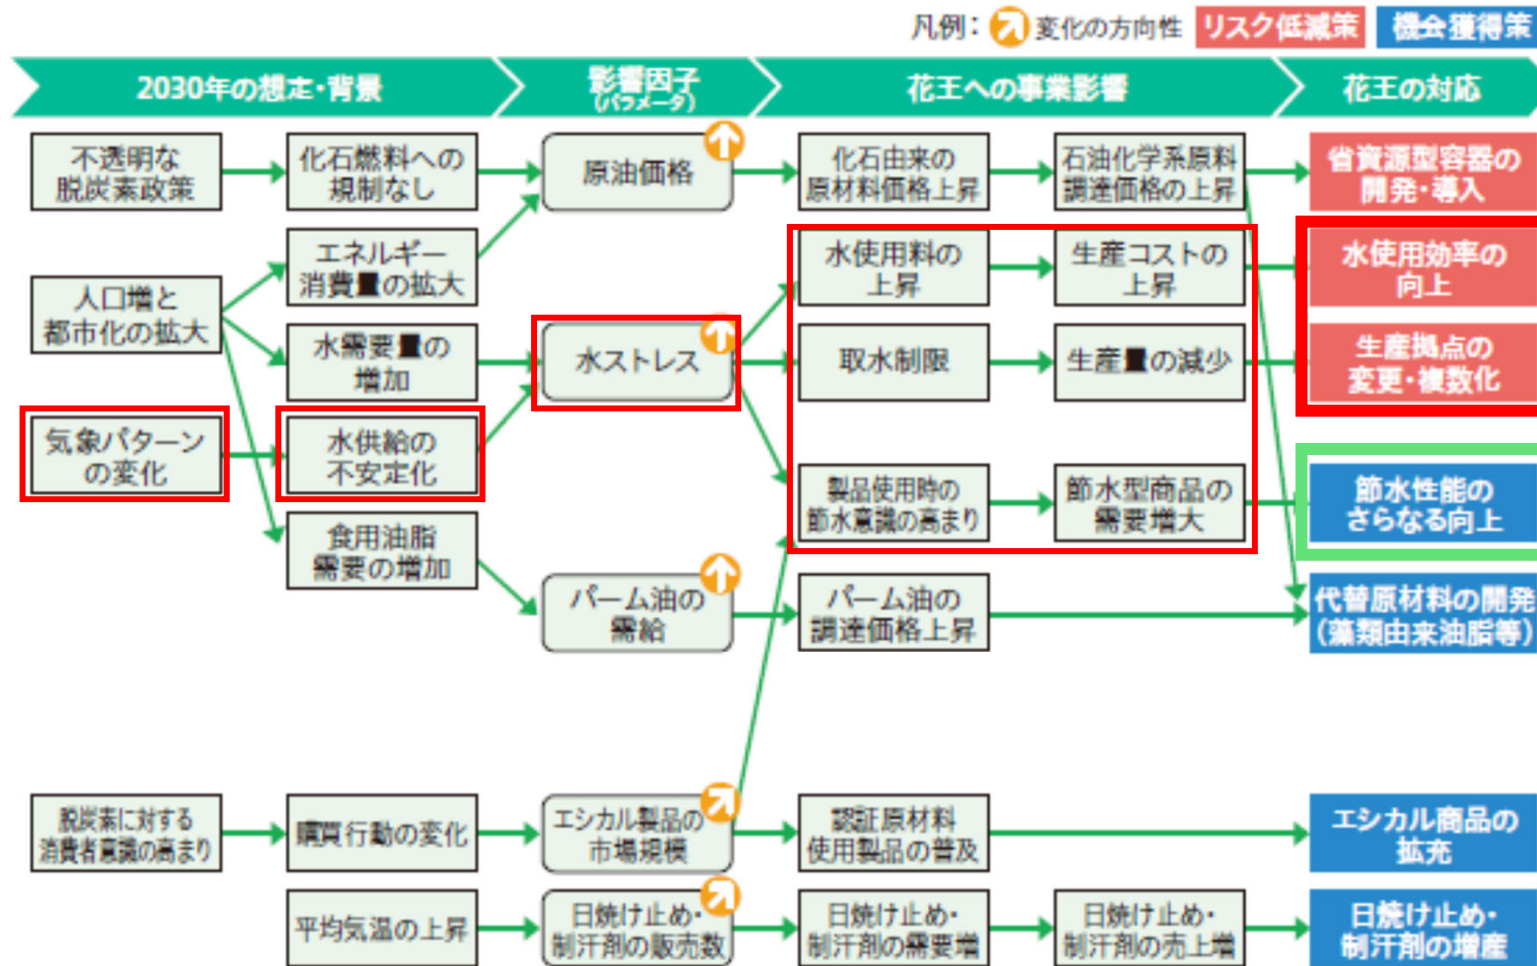 凡例： 変化の方向性 リスク低減策 機会獲得策
2030年の想定・背景
影響因子
（パラメータ）
花王への事業影響
花王の対応
不透明な
脱炭素政策
化石燃料への
規制なし
原油価格
化石由来の
原材料価格上昇
石油化学系原料
調達価格の上昇
省資源型容器の
開発・導入
人口増と
都市化の拡大
エネルギー
消費量の拡大
水使用料の
上昇
生産コストの
上昇
水使用効率の
向上
水需要量の
増加
水ストレス
取水制限
生産量の減少
生産拠点の
変更・複数化
気象パターン
の変化
水供給の
不安定化
製品使用時の
節水意識の高まり
節水型商品の
需要増大
節水性能の
さらなる向上
食用油脂
需要の増加
パーム油の
需給
パーム油の
調達価格上昇
代替原材料の開発
（藻類由来油脂等）
脱炭素に対する
消費者意識の高まり
購買行動の変化
エシカル製品の
市場規模
認証原材料
使用製品の普及
エシカル商品の
拡充
平均気温の上昇
日焼け止め・
制汗剤の販売数
日焼け止め・
制汗剤の需要増
日焼け止め・
制汗剤の売上増
日焼け止め・
制汗剤の増産